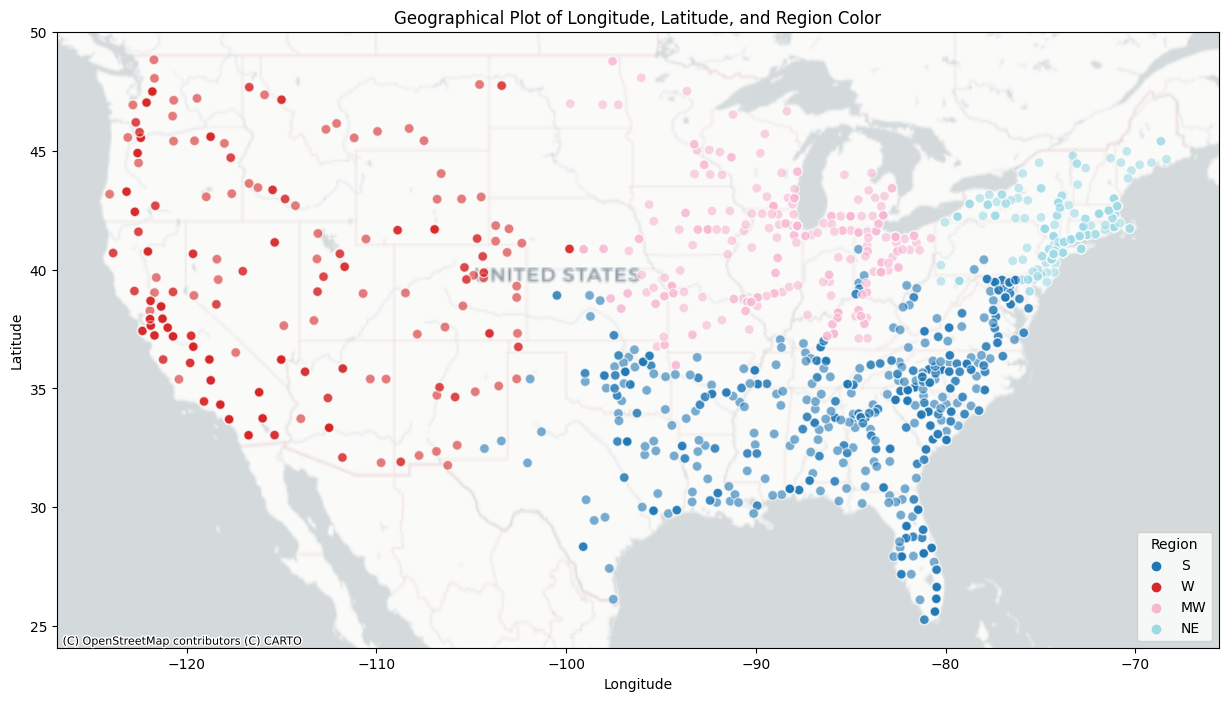 Geographical Plot of Longitude, Latitude, and Region Color
50
45
40
35
30
25
Latitude
UNITED STATES
Region
S
W
MW
NE
(C) OpenStreetMap contributors (C) CARTO
−120
−110
−100
−90
−80
−70
Longitude